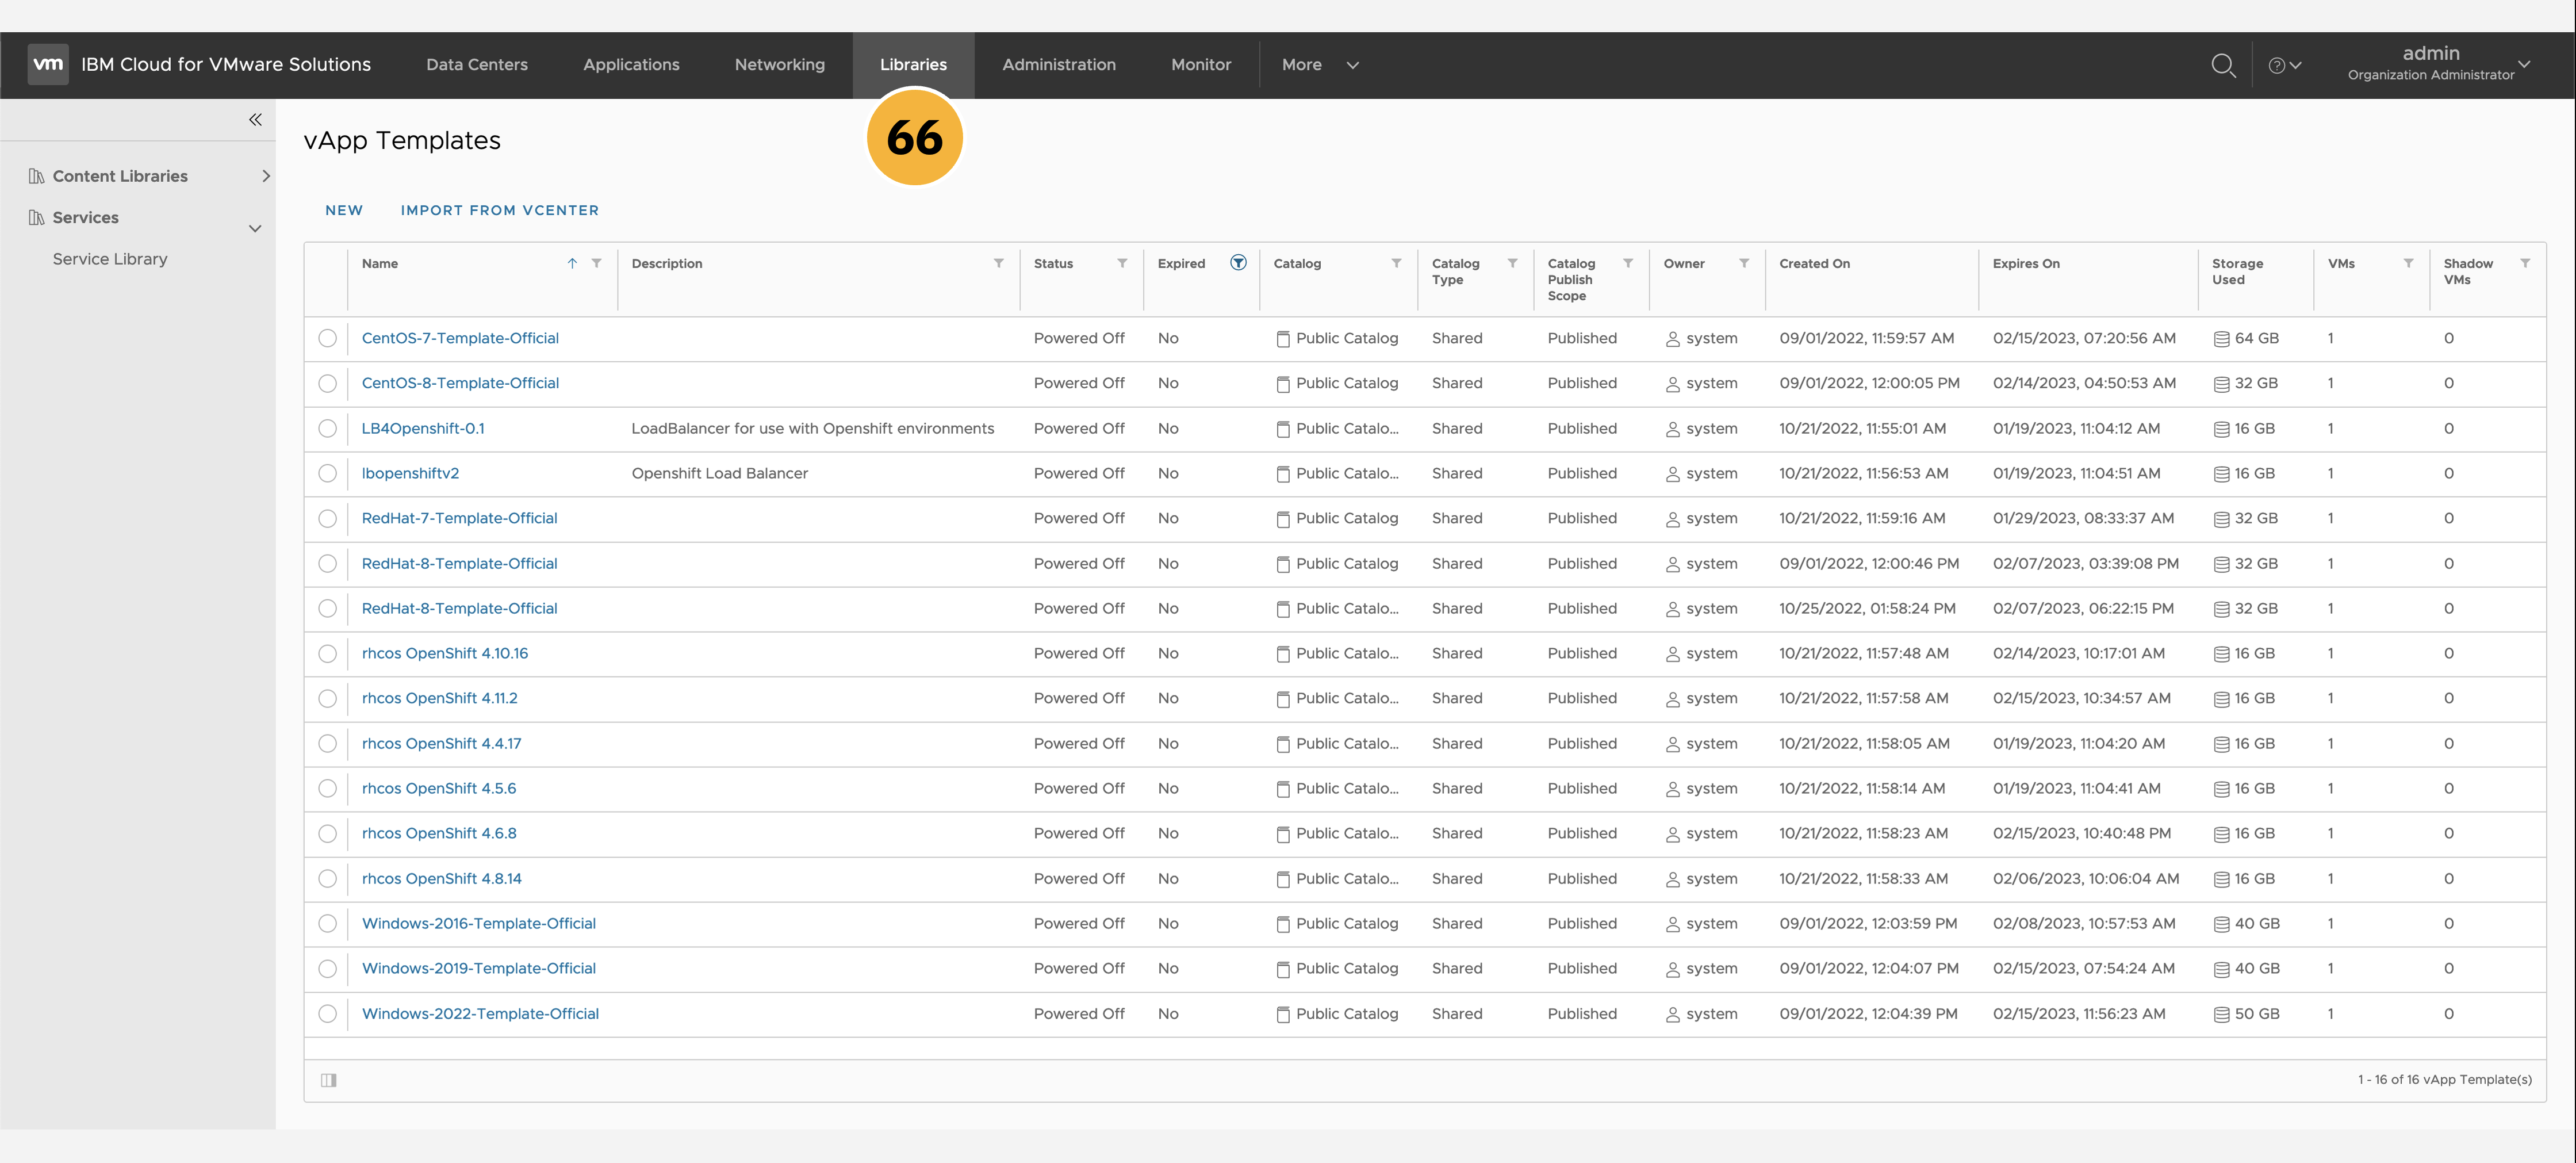 vm IBM Cloud for VMware Solutions Data Centers Applications Networking Libraries Administration Monitor More admin
Organization Administrator
66
Content Libraries
Services
Service Library
vApp Templates
NEW IMPORT FROM VCENTER
Name Description Status Expired Catalog Catalog Type Catalog Publish Scope Owner Created On Expires On Storage Used VMs Shadow VMs
CentOS-7-Template-Official Powered Off No Public Catalog Shared Published system 09/01/2022, 11:59:57 AM 02/15/2023, 07:20:56 AM 64 GB 1 0
CentOS-8-Template-Official Powered Off No Public Catalog Shared Published system 09/01/2022, 12:00:05 PM 02/14/2023, 04:50:53 AM 32 GB 1 0
LB4Openshift-0.1 LoadBalancer for use with Openshift environments Powered Off No Public Catalo... Shared Published system 10/21/2022, 11:55:01 AM 01/19/2023, 11:04:12 AM 16 GB 1 0
lbopenshiftv2 Openshift Load Balancer Powered Off No Public Catalo... Shared Published system 10/21/2022, 11:56:53 AM 01/19/2023, 11:04:51 AM 16 GB 1 0
RedHat-7-Template-Official Powered Off No Public Catalog Shared Published system 10/21/2022, 11:59:16 AM 01/29/2023, 08:33:37 AM 32 GB 1 0
RedHat-8-Template-Official Powered Off No Public Catalog Shared Published system 09/01/2022, 12:00:46 PM 02/07/2023, 03:39:08 PM 32 GB 1 0
RedHat-8-Template-Official Powered Off No Public Catalo... Shared Published system 10/25/2022, 01:58:24 PM 02/07/2023, 06:22:15 PM 32 GB 1 0
rhcos OpenShift 4.10.16 Powered Off No Public Catalo... Shared Published system 10/21/2022, 11:57:48 AM 02/14/2023, 10:17:01 AM 16 GB 1 0
rhcos OpenShift 4.11.2 Powered Off No Public Catalo... Shared Published system 10/21/2022, 11:57:58 AM 02/15/2023, 10:34:57 AM 16 GB 1 0
rhcos OpenShift 4.4.17 Powered Off No Public Catalo... Shared Published system 10/21/2022, 11:58:05 AM 01/19/2023, 11:04:20 AM 16 GB 1 0
rhcos OpenShift 4.5.6 Powered Off No Public Catalo... Shared Published system 10/21/2022, 11:58:14 AM 01/19/2023, 11:04:41 AM 16 GB 1 0
rhcos OpenShift 4.6.8 Powered Off No Public Catalo... Shared Published system 10/21/2022, 11:58:23 AM 02/15/2023, 10:40:48 PM 16 GB 1 0
rhcos OpenShift 4.8.14 Powered Off No Public Catalo... Shared Published system 10/21/2022, 11:58:33 AM 02/06/2023, 10:06:04 AM 16 GB 1 0
Windows-2016-Template-Official Powered Off No Public Catalog Shared Published system 09/01/2022, 12:03:59 PM 02/08/2023, 10:57:53 AM 40 GB 1 0
Windows-2019-Template-Official Powered Off No Public Catalog Shared Published system 09/01/2022, 12:04:07 PM 02/15/2023, 07:54:24 AM 40 GB 1 0
Windows-2022-Template-Official Powered Off No Public Catalog Shared Published system 09/01/2022, 12:04:39 PM 02/15/2023, 11:56:23 AM 50 GB 1 0
1 - 16 of 16 vApp Template(s)